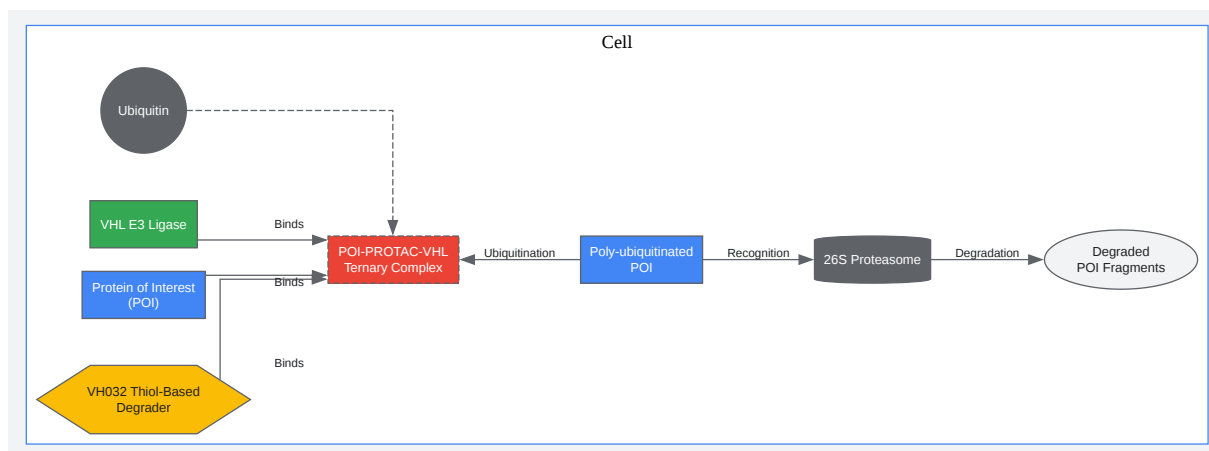 Cell
Ubiquitin
VHL E3 Ligase
Binds
Protein of Interest
(POI)
Binds
VH032 Thiol-Based
Degrader
Binds
POI-PROTAC-VHL
Ternary Complex
Ubiquitination
Poly-ubiquitinated
POI
Recognition
26S Proteasome
Degradation
Degraded
POI Fragments